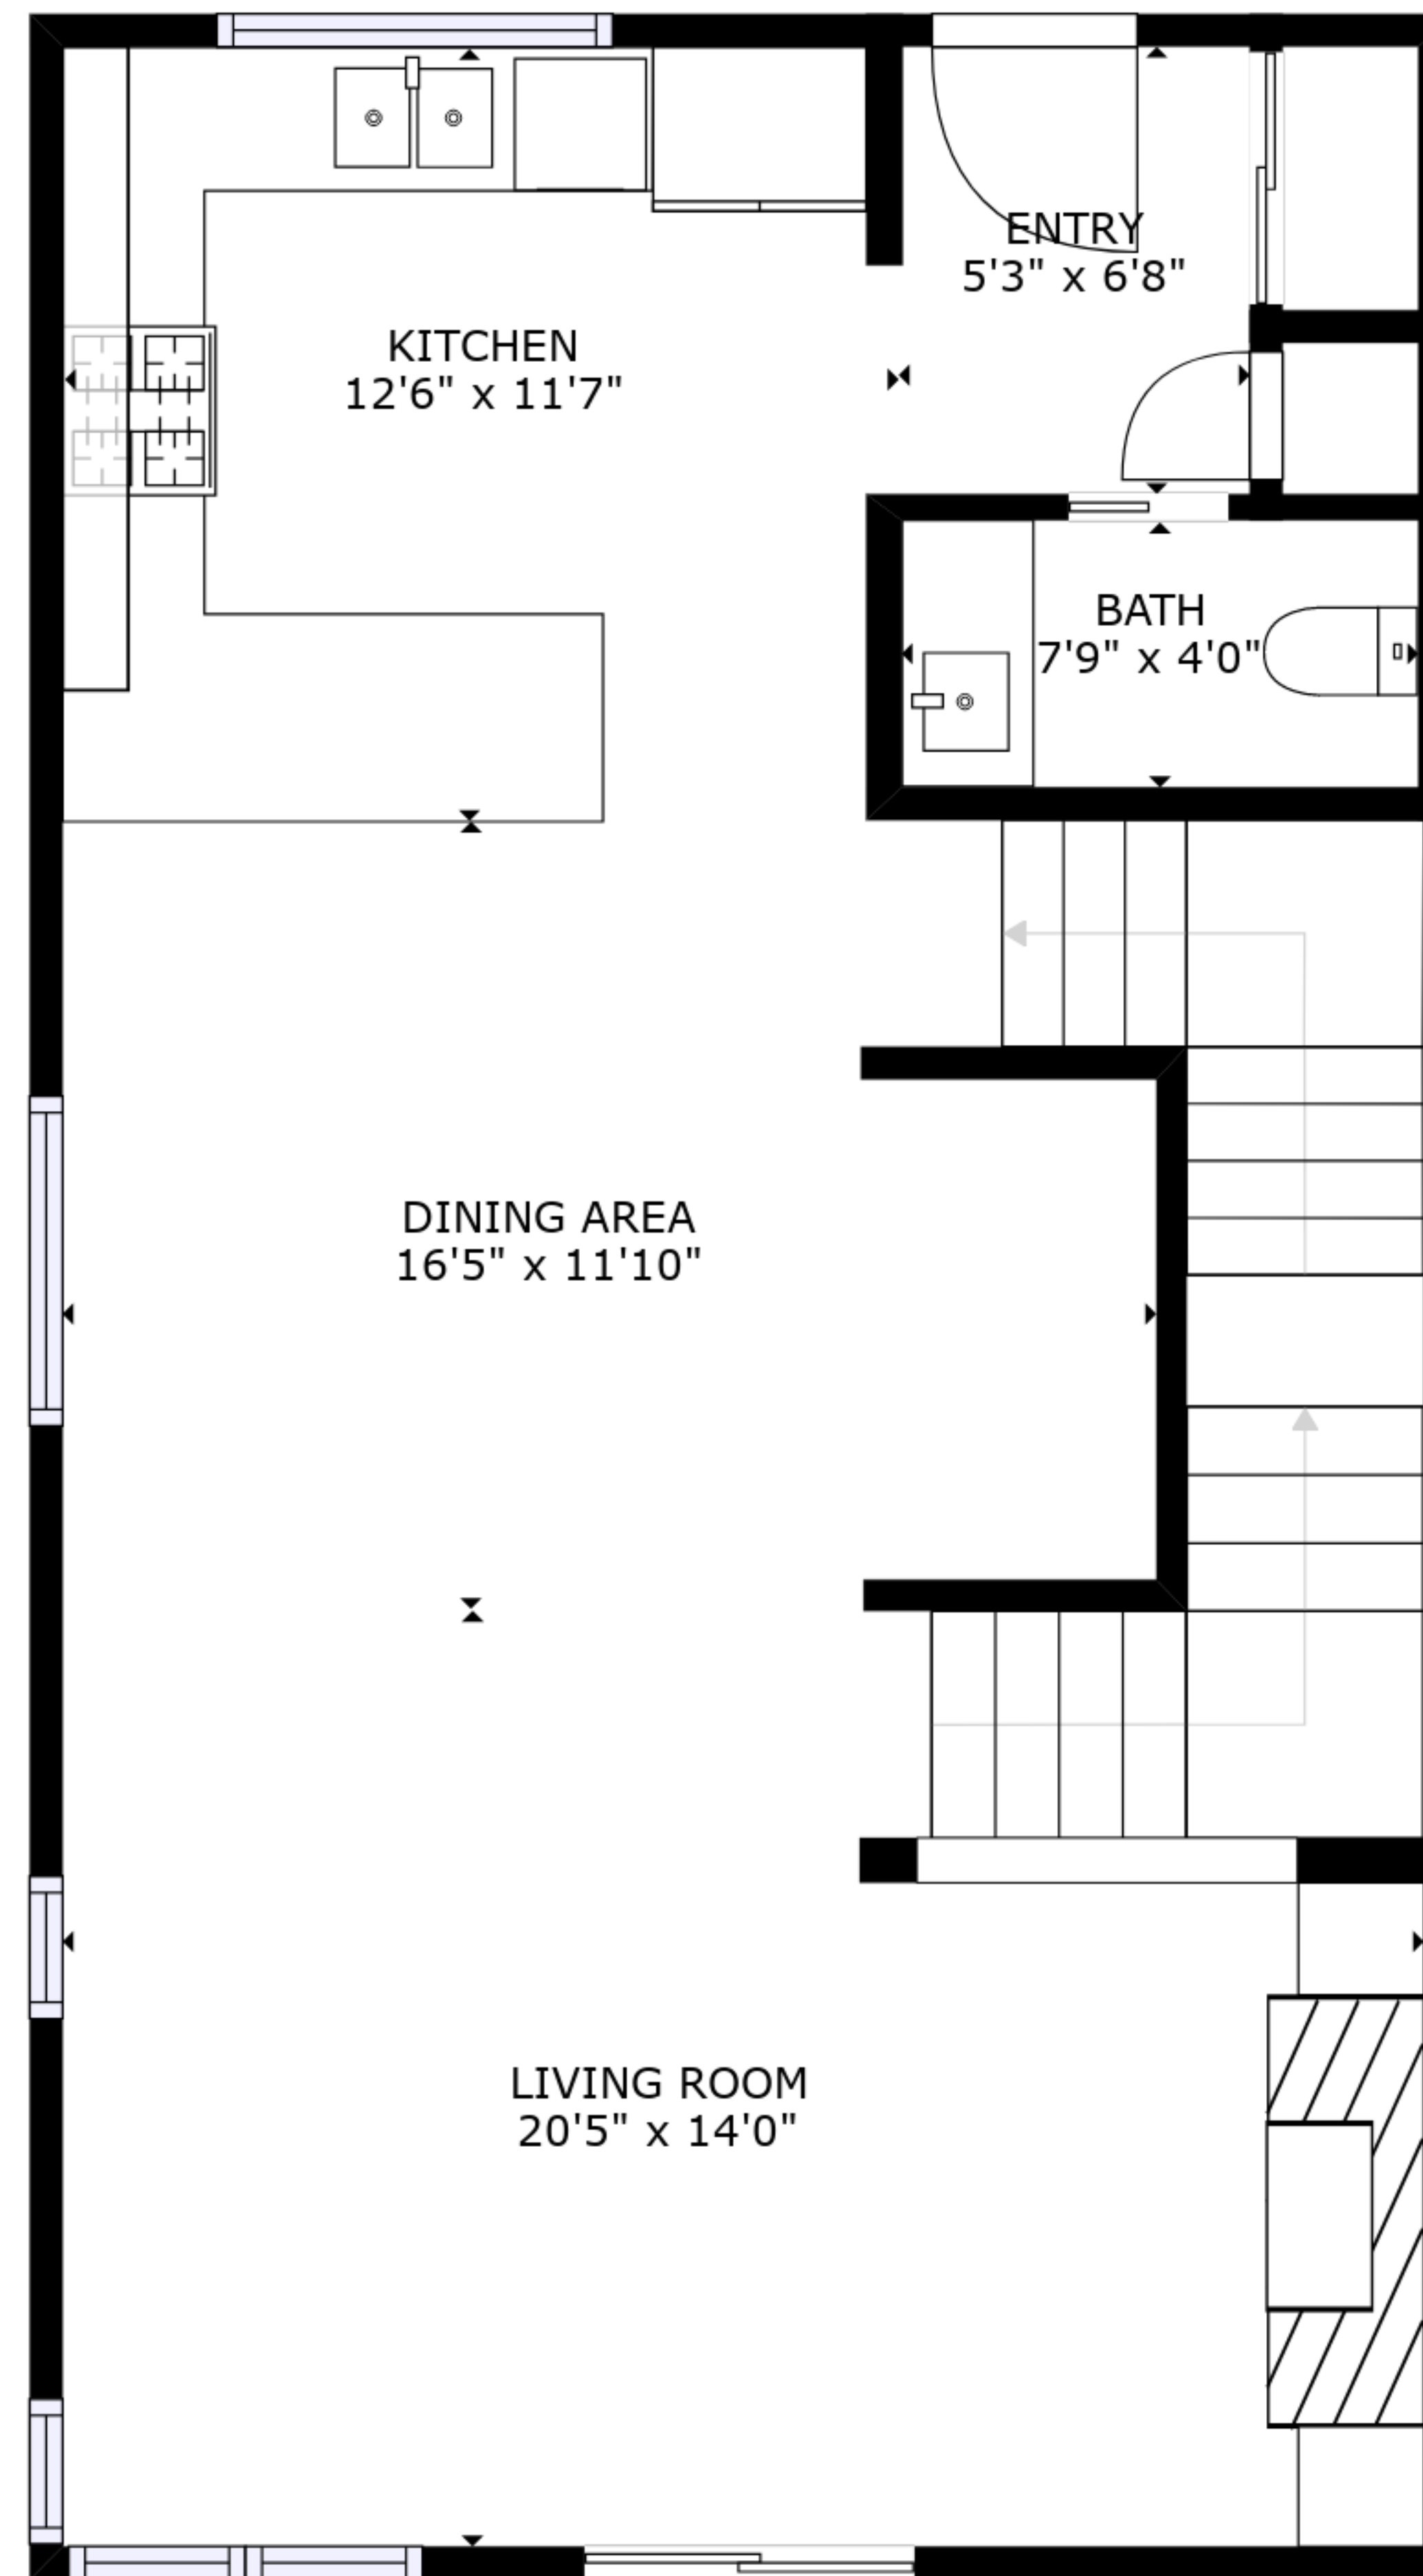 ENTRY
5'3" x 6'8"
KITCHEN
12'6" x 11'7"
BATH
7'9" x 4'0"
DINING AREA
16'5" x 11'10"
LIVING ROOM
20'5" x 14'0"